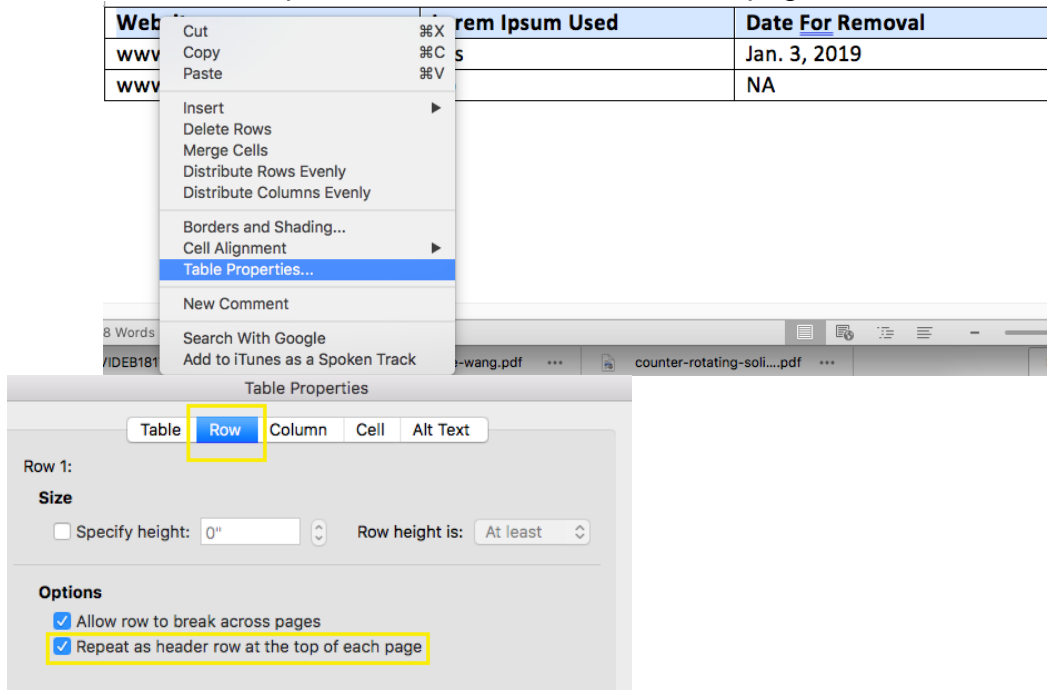 Web rem Ipsum Used Date For Removal
www s Jan. 3, 2019
www NA
Cut ⌘X
Copy ⌘C
Paste ⌘V
Insert
Delete Rows
Merge Cells
Distribute Rows Evenly
Distribute Columns Evenly
Borders and Shading...
Cell Alignment
Table Properties...
New Comment
Search With Google
Add to iTunes as a Spoken Track
8 Words
/IDEB181 e-wang.pdf ••• counter-rotating-soli....pdf •••
Table Properties
Table Row Column Cell Alt Text
Row 1:
Size
Specify height: 0" Row height is: At least
Options
Allow row to break across pages
Repeat as header row at the top of each page